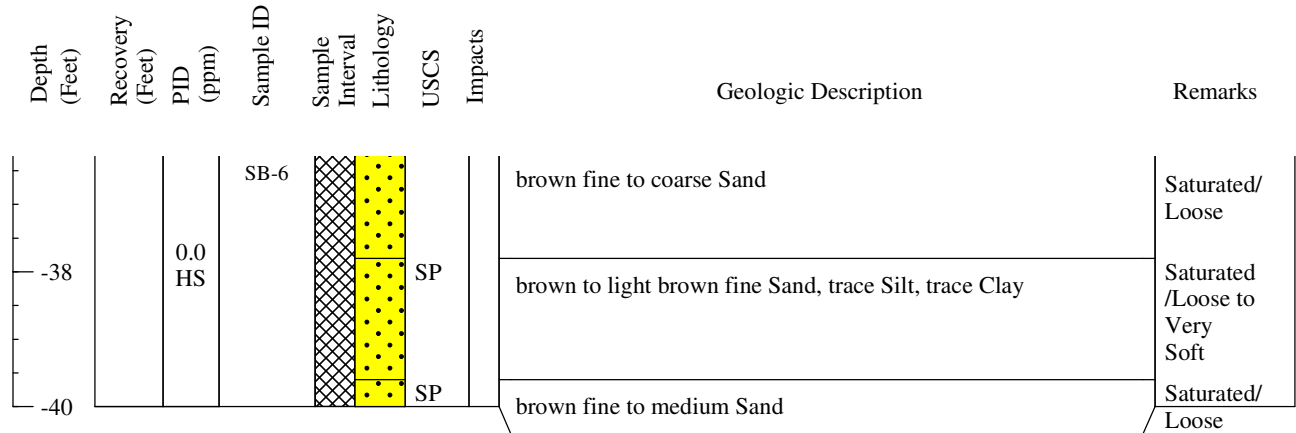 Depth
(Feet)
Recovery
(Feet)
PID
(ppm)
Sample ID
Sample
Interval
Lithology
USCS
Impacts
Geologic Description
Remarks
SB-6
brown fine to coarse Sand
Saturated/
Loose
0.0
HS
-38
SP
brown to light brown fine Sand, trace Silt, trace Clay
Saturated
/Loose to
Very
Soft
-40
SP
brown fine to medium Sand
Saturated/
Loose